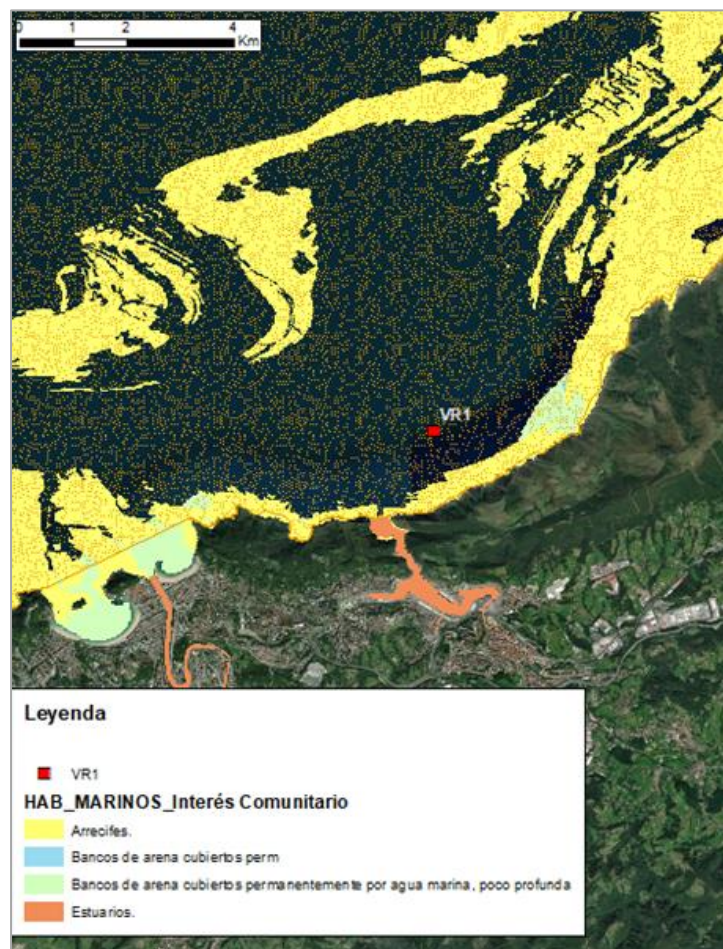 0 1 2 4
Km
VR1
Leyenda
VR1
HAB_MARINOS_Interés Comunitario
Arrecifes.
Bancos de arena cubiertos perm
Bancos de arena cubiertos permanentemente por agua marina, poco profunda
Estuarios.